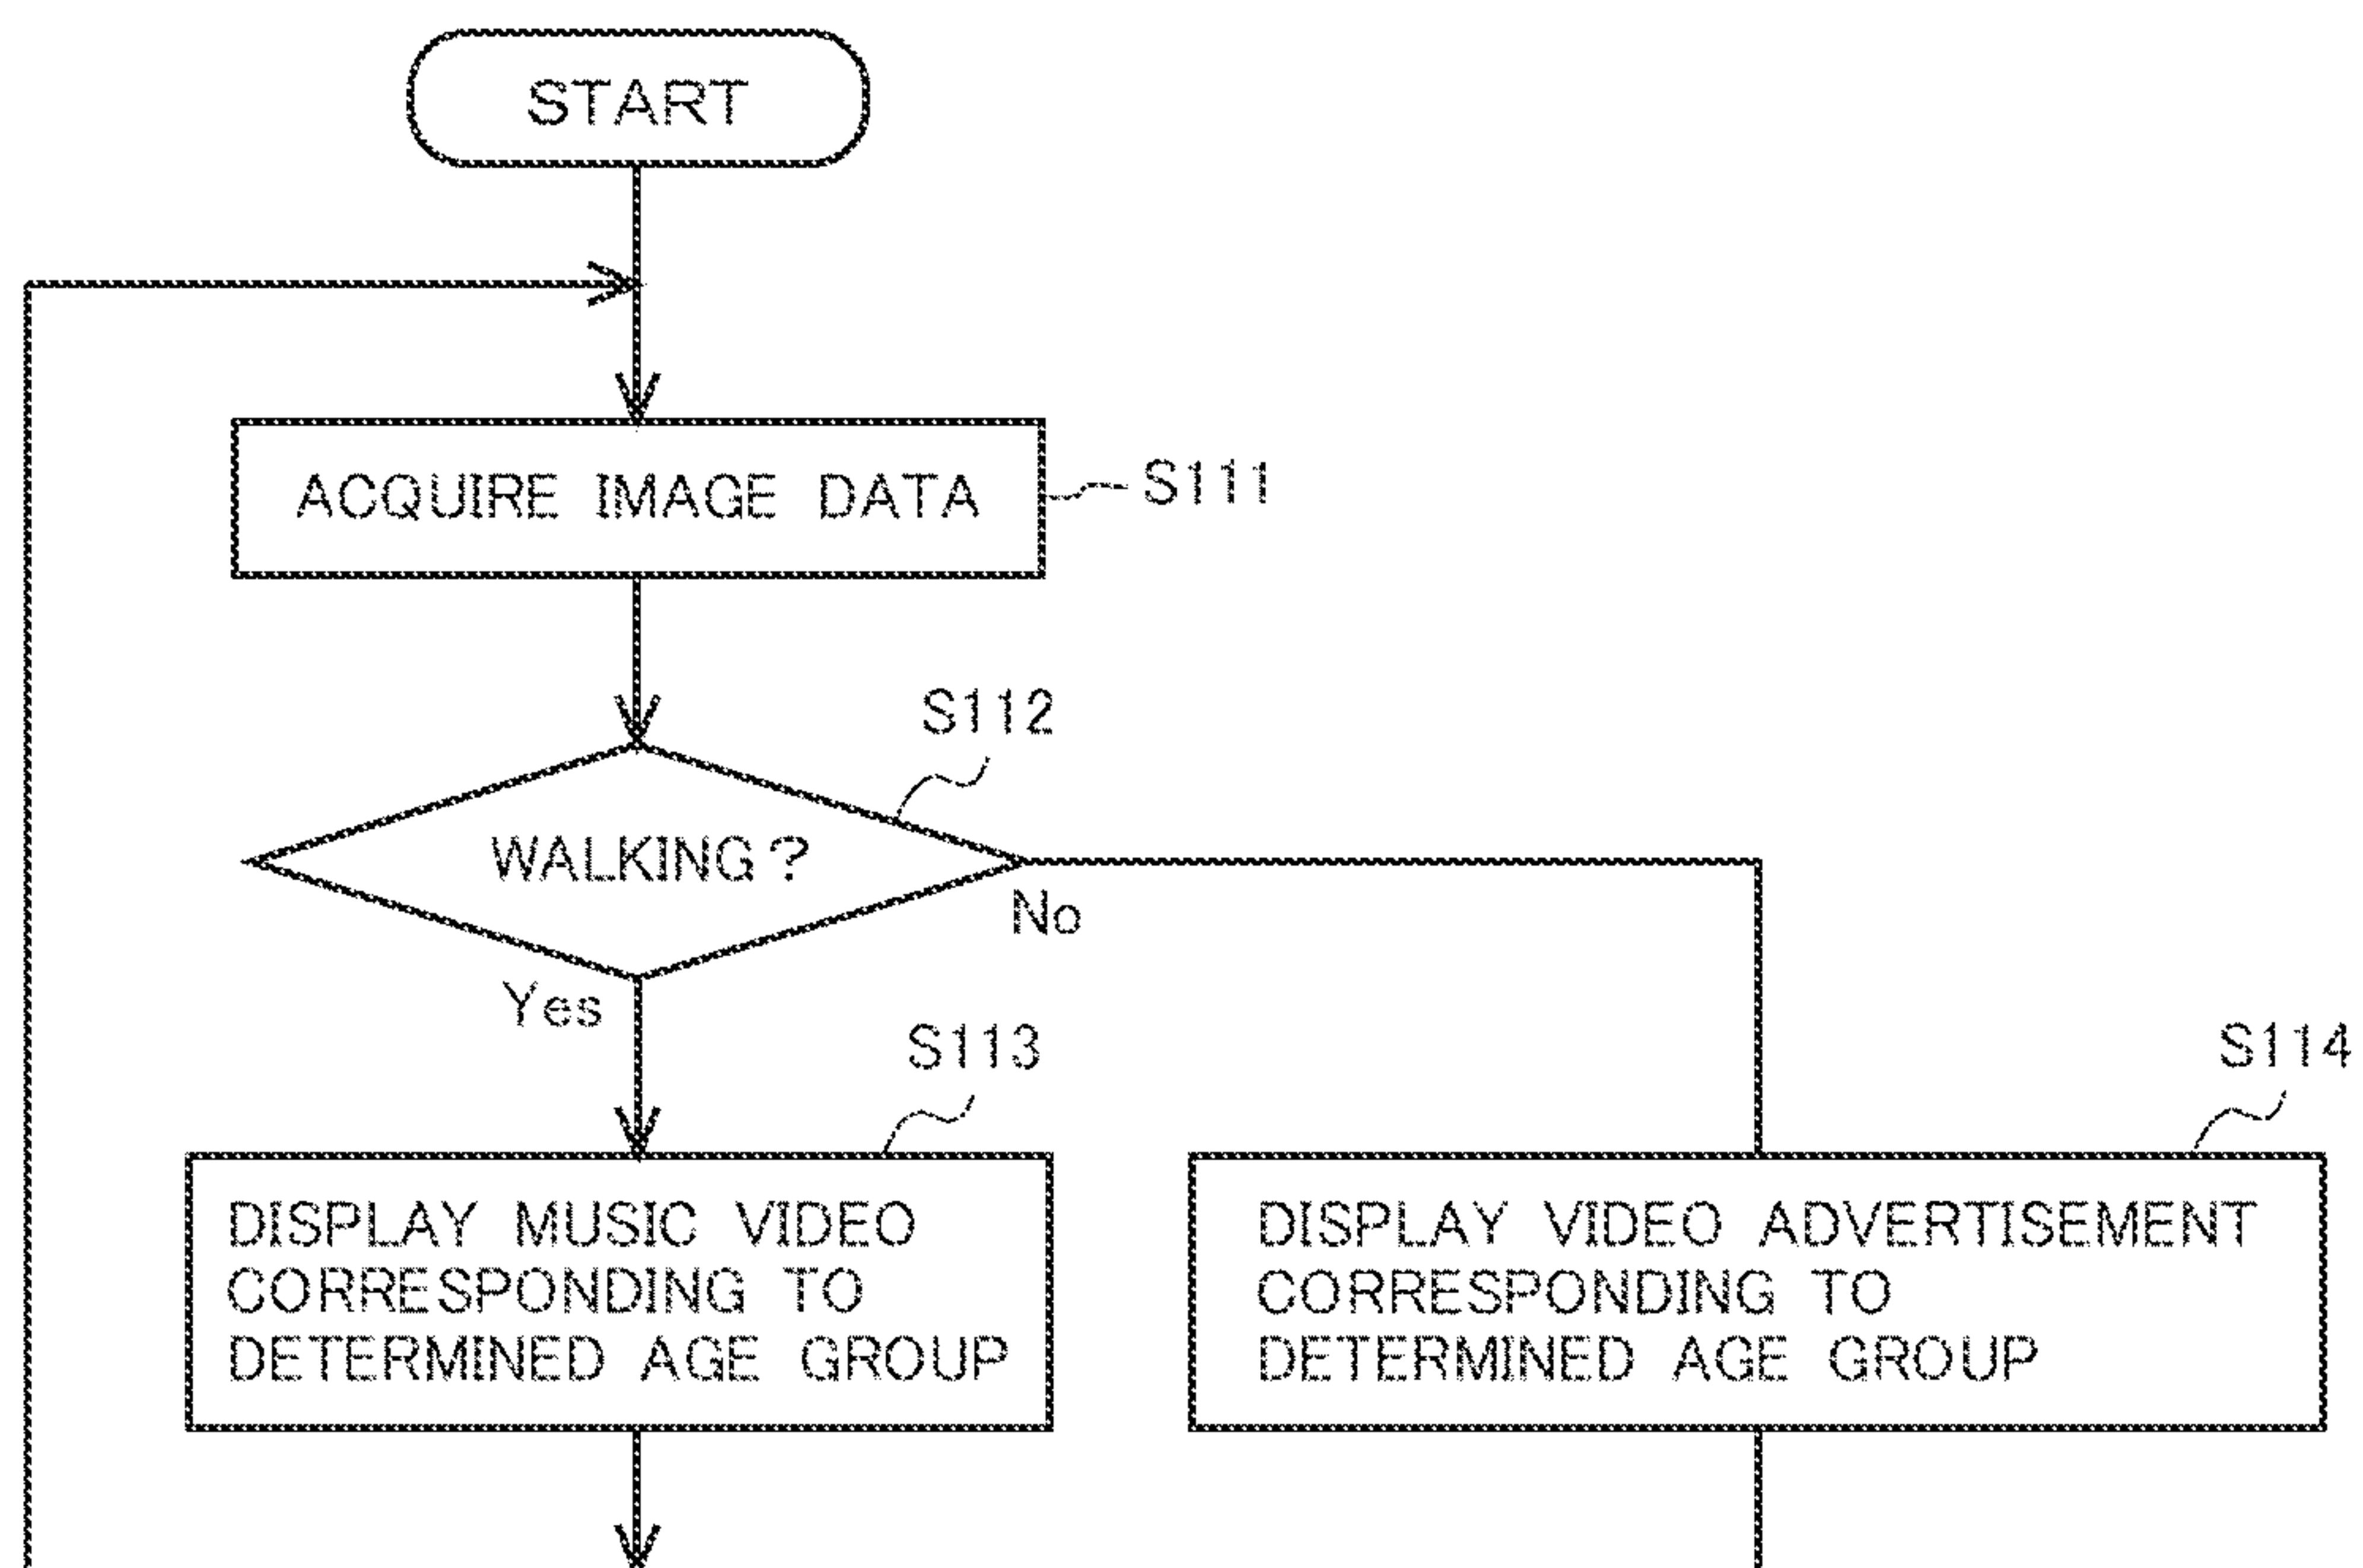 START
ACQUIRE IMAGE DATA
S111
S112
WALKING?
No
Yes
S113
S114
DISPLAY MUSIC VIDEO
CORRESPONDING TO
DETERMINED AGE GROUP
DISPLAY VIDEO ADVERTISEMENT
CORRESPONDING TO
DETERMINED AGE GROUP